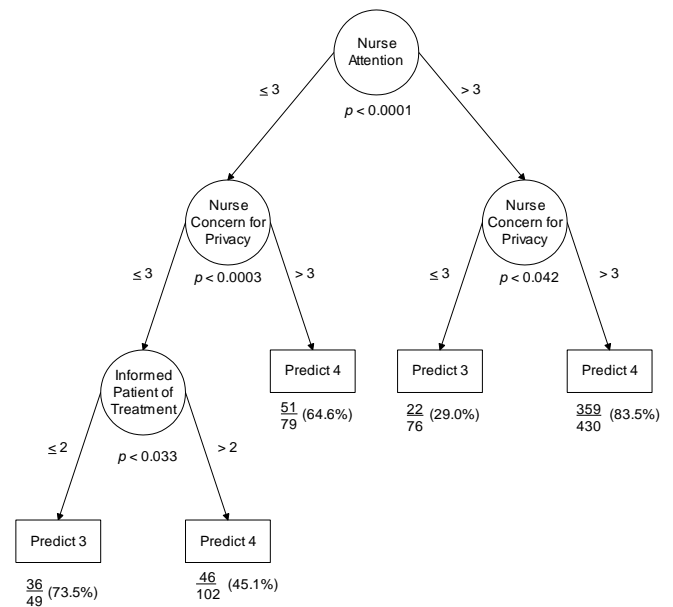 Nurse
Attention
≤ 3
> 3
p < 0.0001
Nurse
Concern for
Privacy
Nurse
Concern for
Privacy
≤ 3
p < 0.0003
> 3
≤ 3
p < 0.042
> 3
Informed
Patient of
Treatment
Predict 4
Predict 3
Predict 4
51
79 (64.6%)
22
76 (29.0%)
359
430 (83.5%)
≤ 2
p < 0.033
> 2
Predict 3
Predict 4
36
49 (73.5%)
46
102 (45.1%)